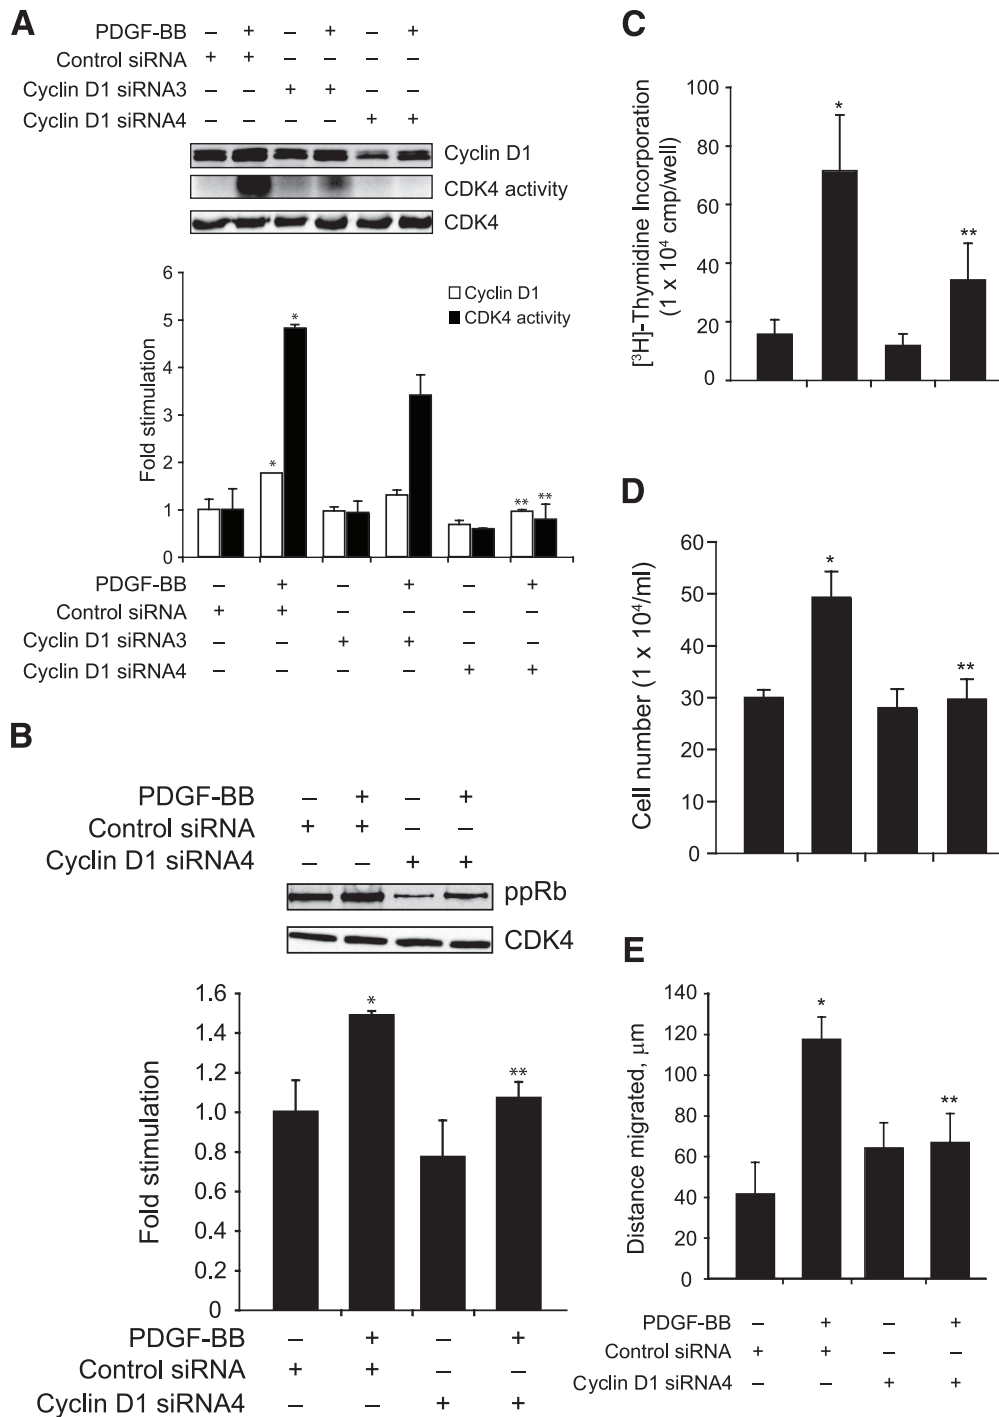 A
PDGF-BB – + – + – +
Control siRNA + + – – – –
Cyclin D1 siRNA3 – – + + – –
Cyclin D1 siRNA4 – – – – + +
Cyclin D1
CDK4 activity
CDK4
Fold stimulation
6
5
4
3
2
1
0
Cyclin D1
CDK4 activity
*
*
**
**
PDGF-BB – + – + – +
Control siRNA + + – – – –
Cyclin D1 siRNA3 – – + + – –
Cyclin D1 siRNA4 – – – – + +
B
PDGF-BB – + – +
Control siRNA + + – –
Cyclin D1 siRNA4 – – + +
ppRb
CDK4
Fold stimulation
1.6
1.4
1.2
1.0
0.8
0.6
0.4
0.2
0
*
**
PDGF-BB – + – +
Control siRNA + + – –
Cyclin D1 siRNA4 – – + +
C
[³H]-Thymidine Incorporation
(1 x 10⁴ cmp/well)
100
80
60
40
20
0
*
**
D
Cell number (1 x 10⁴/ml)
60
50
40
30
20
10
0
*
**
E
Distance migrated, µm
140
120
100
80
60
40
20
0
*
**
PDGF-BB – + – +
Control siRNA + + – –
Cyclin D1 siRNA4 – – + +